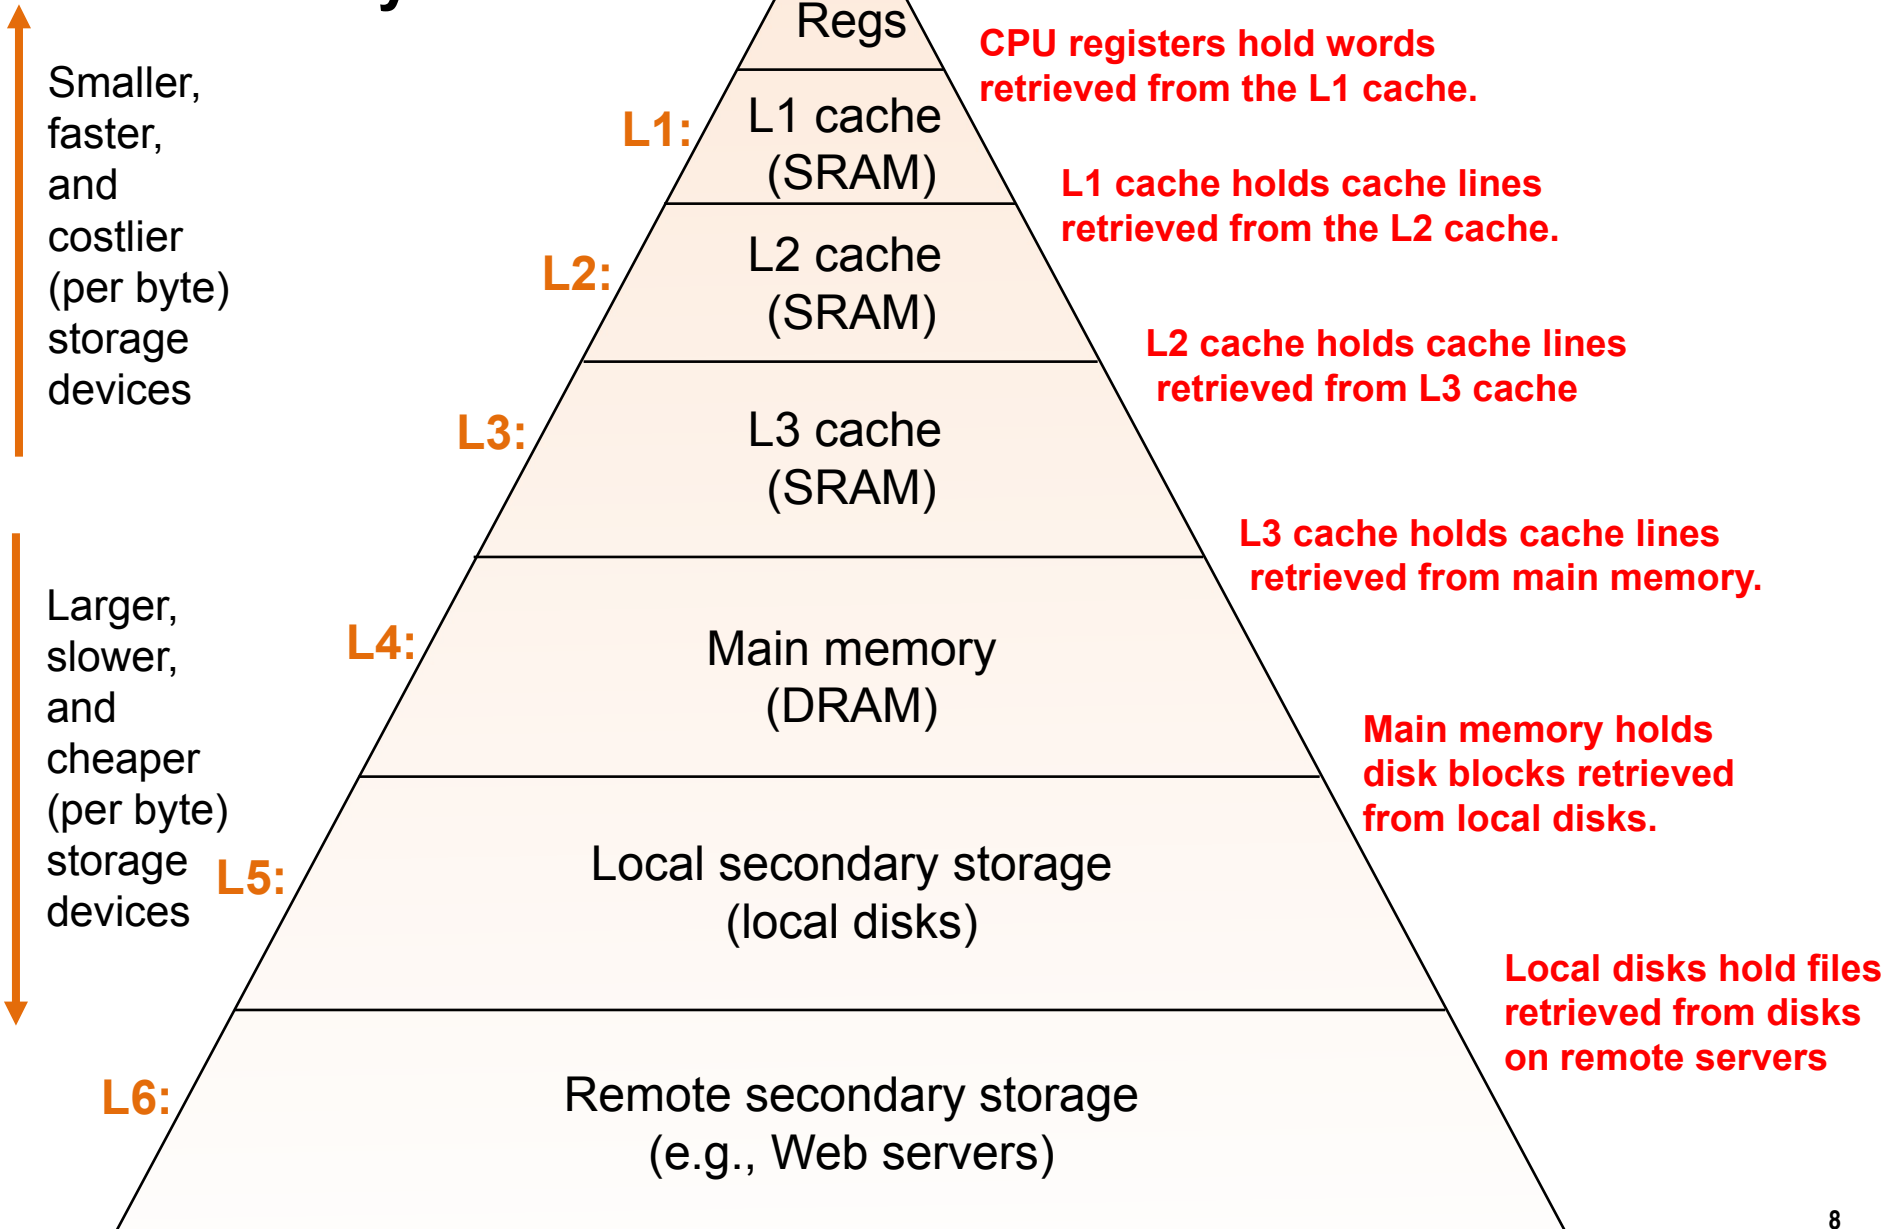 Regs
CPU registers hold words
retrieved from the L1 cache.
Smaller,
faster,
and
costlier
(per byte)
storage
devices
L1:
L1 cache
(SRAM)
L1 cache holds cache lines
retrieved from the L2 cache.
L2:
L2 cache
(SRAM)
L2 cache holds cache lines
retrieved from L3 cache
L3:
L3 cache
(SRAM)
L3 cache holds cache lines
retrieved from main memory.
Larger,
slower,
and
cheaper
(per byte)
storage
devices
L4:
Main memory
(DRAM)
Main memory holds
disk blocks retrieved
from local disks.
L5:
Local secondary storage
(local disks)
Local disks hold files
retrieved from disks
on remote servers
L6:
Remote secondary storage
(e.g., Web servers)
8